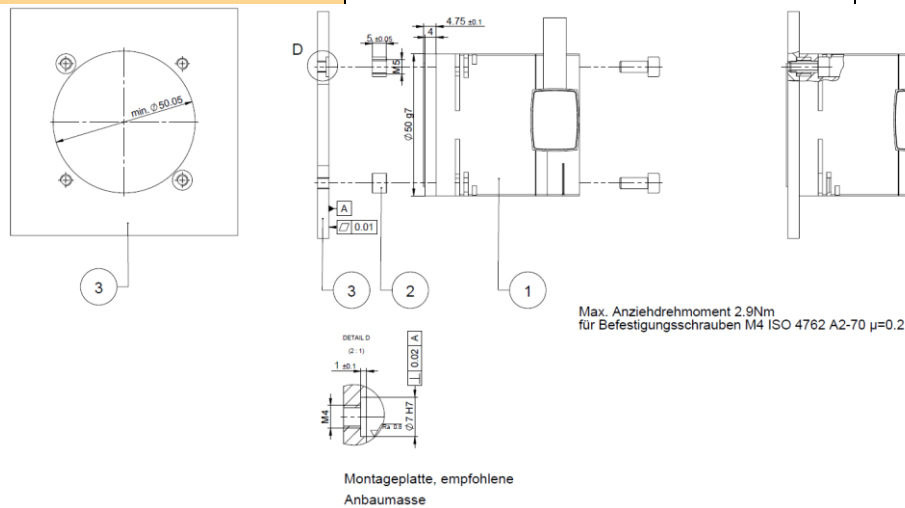 min. Ø50.05
3
D
5 ±0.05
M5
4.75 ±0.1
4
Ø50 g7
A
0.01
3
2
1
Max. Anziehdrehmoment 2.9Nm
für Befestigungsschrauben M4 ISO 4762 A2-70 µ=0.2
DETAIL D
(2 : 1)
1 ±0.1
⊥ 0.02 A
M4
Ra 0.8
Ø7 H7
Montageplatte, empfohlene
Anbaumasse